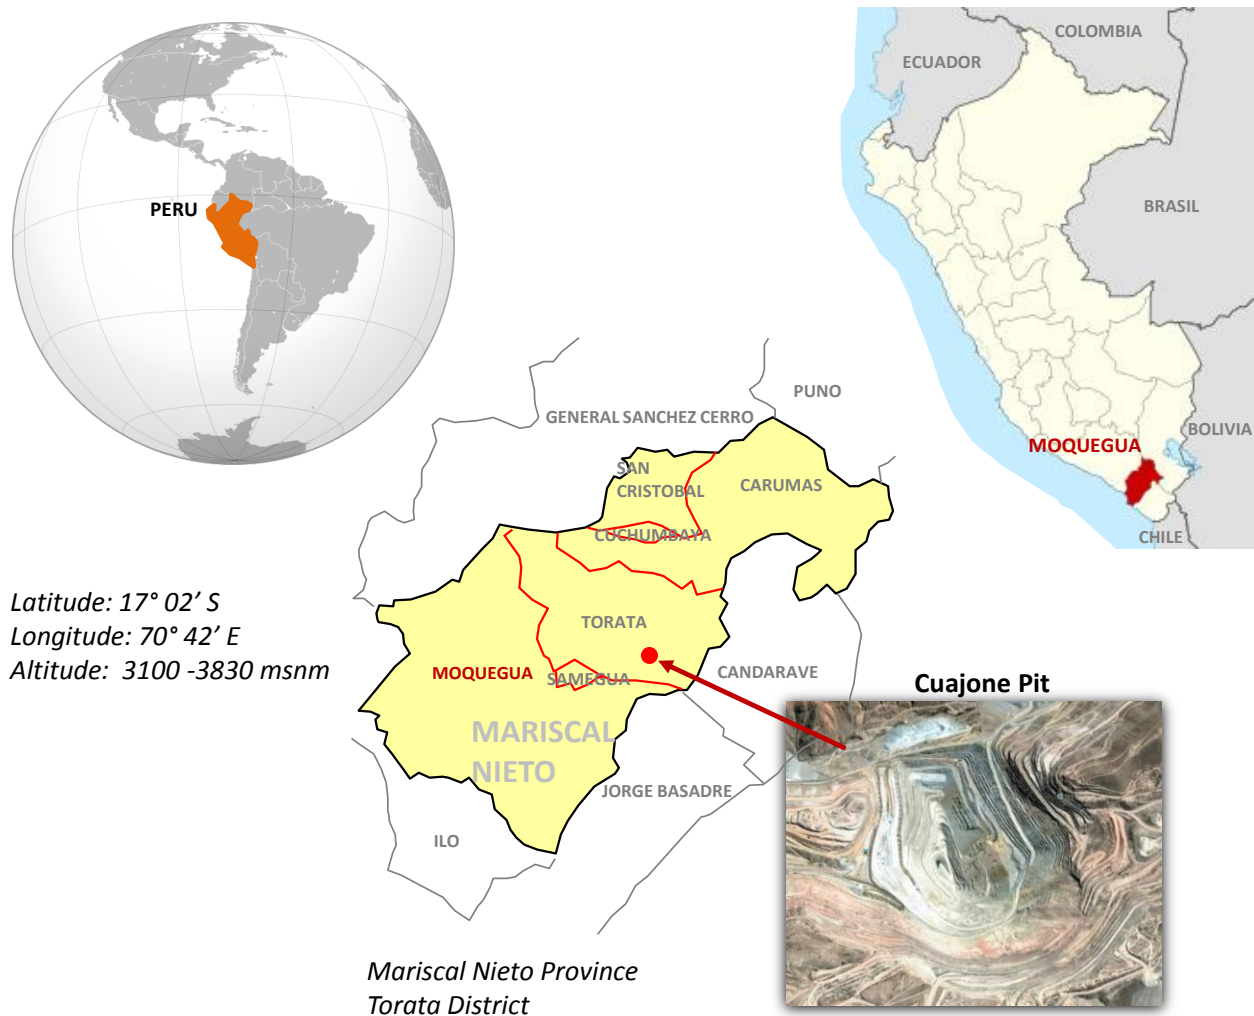 PERU
COLOMBIA
ECUADOR
BRASIL
BOLIVIA
MOQUEGUA
CHILE
PUNO
GENERAL SANCHEZ CERRO
SAN
CRISTOBAL
CARUMAS
CUCHUMBAYA
TORATA
MOQUEGUA
SAMEGUA
CANDARAVE
MARISCAL
NIETO
JORGE BASADRE
ILO
Latitude: 17° 02’ S
Longitude: 70° 42’ E
Altitude: 3100 -3830 msnm
Cuajone Pit
Mariscal Nieto Province
Torata District